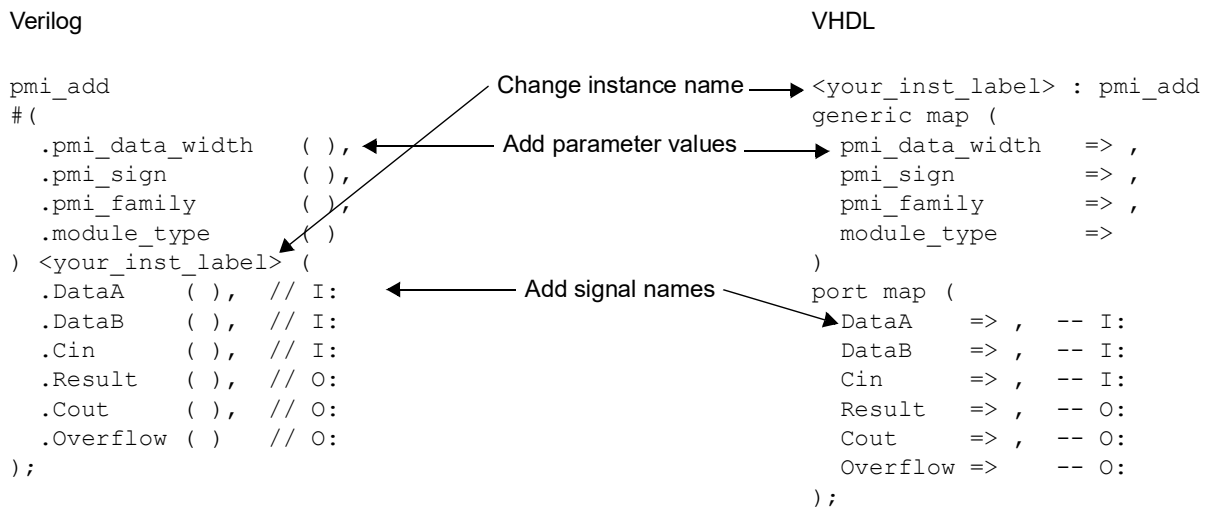 Verilog
pmi_add
#(
  .pmi_data_width    ( ),
  .pmi_sign          ( ),
  .pmi_family        ( ),
  .module_type       ( )
) <your_inst_label> (
  .DataA    ( ),  // I:
  .DataB    ( ),  // I:
  .Cin      ( ),  // I:
  .Result   ( ),  // O:
  .Cout     ( ),  // O:
  .Overflow ( )   // O:
);
Change instance name
Add parameter values
Add signal names
VHDL
<your_inst_label> : pmi_add
generic map (
  pmi_data_width    => ,
  pmi_sign          => ,
  pmi_family        => ,
  module_type       =>
)
port map (
  DataA    => ,  -- I:
  DataB    => ,  -- I:
  Cin      => ,  -- I:
  Result   => ,  -- O:
  Cout     => ,  -- O:
  Overflow =>    -- O:
);